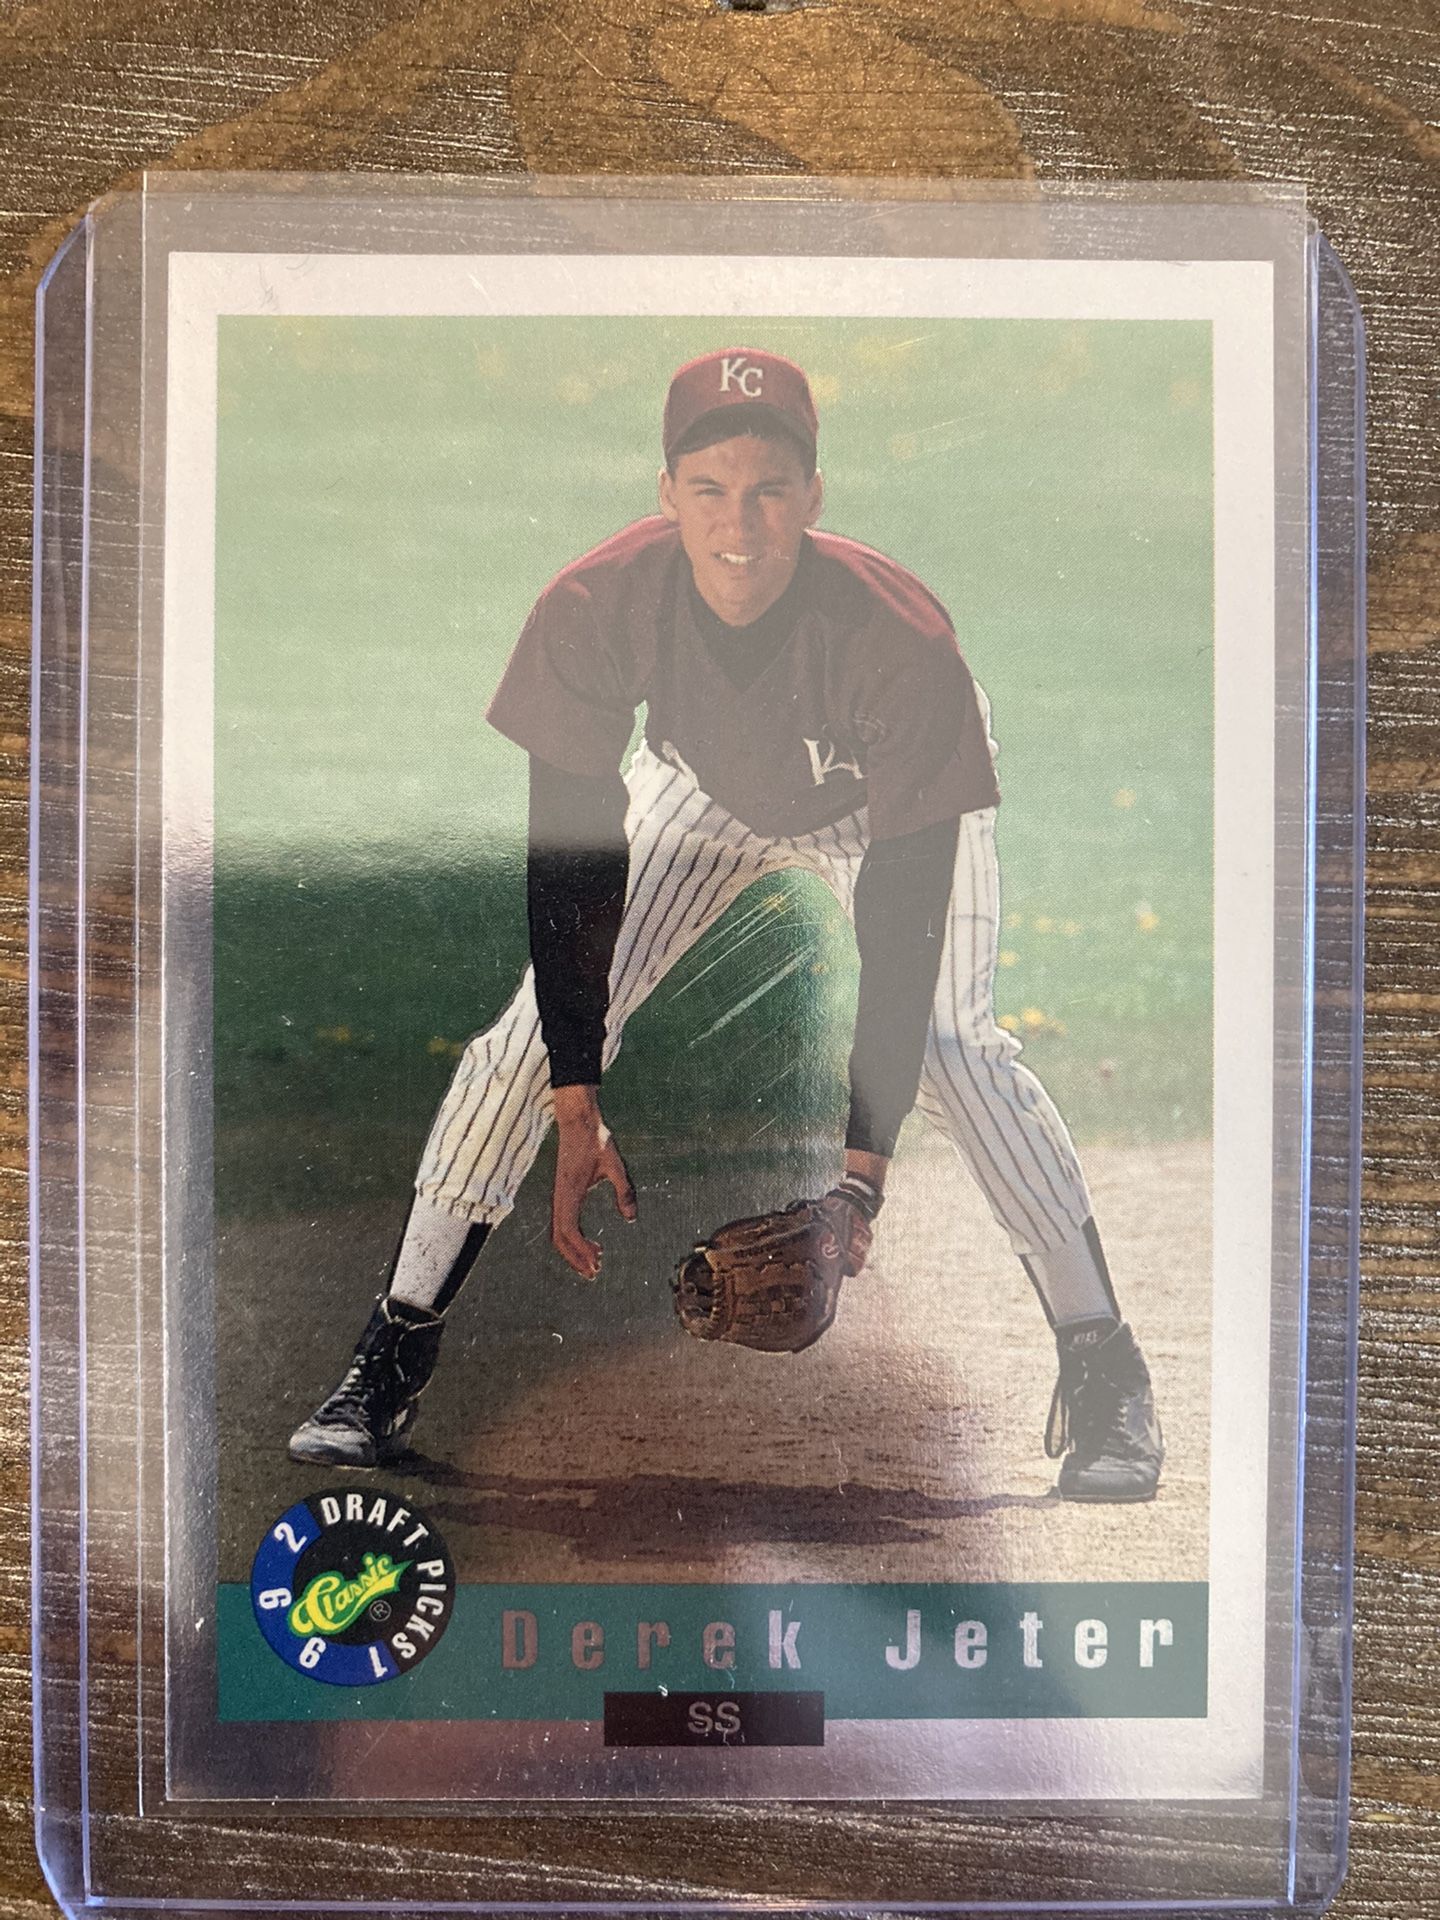 KC
K
NIKE
1992 DRAFT PICKS
Classic ®
Derek Jeter
SS